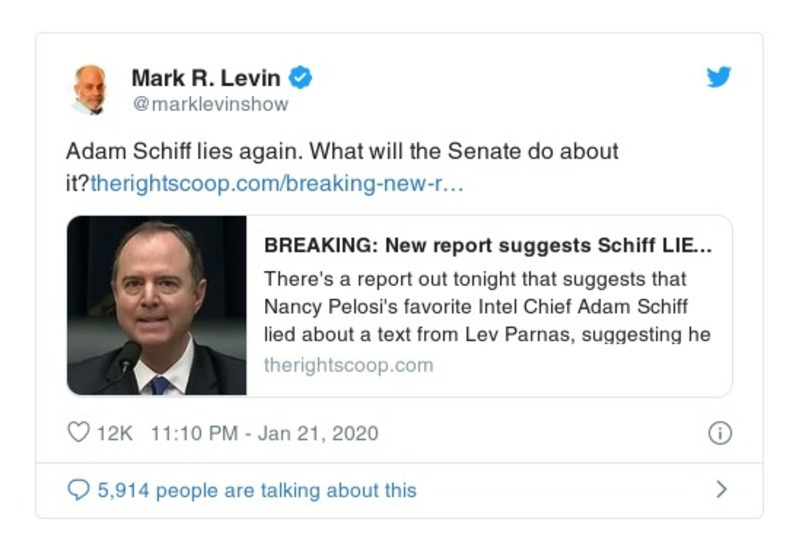 Mark R. Levin
@marklevinshow
Adam Schiff lies again. What will the Senate do about
it?therightscoop.com/breaking-new-r…
BREAKING: New report suggests Schiff LIE...
There's a report out tonight that suggests that
Nancy Pelosi's favorite Intel Chief Adam Schiff
lied about a text from Lev Parnas, suggesting he
therightscoop.com
12K 11:10 PM - Jan 21, 2020
5,914 people are talking about this